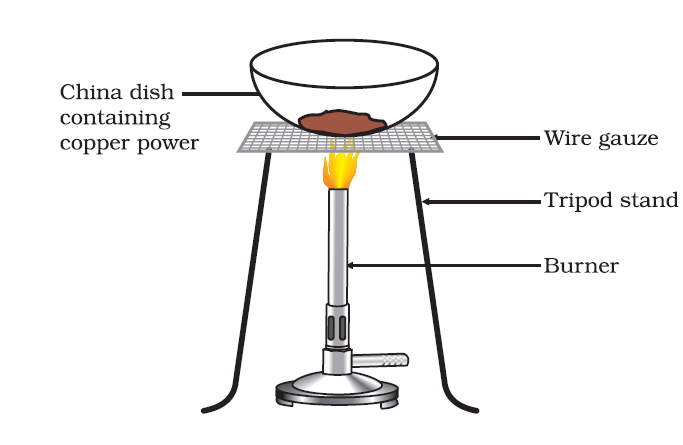 China dish
containing
copper power
Wire gauze
Tripod stand
Burner